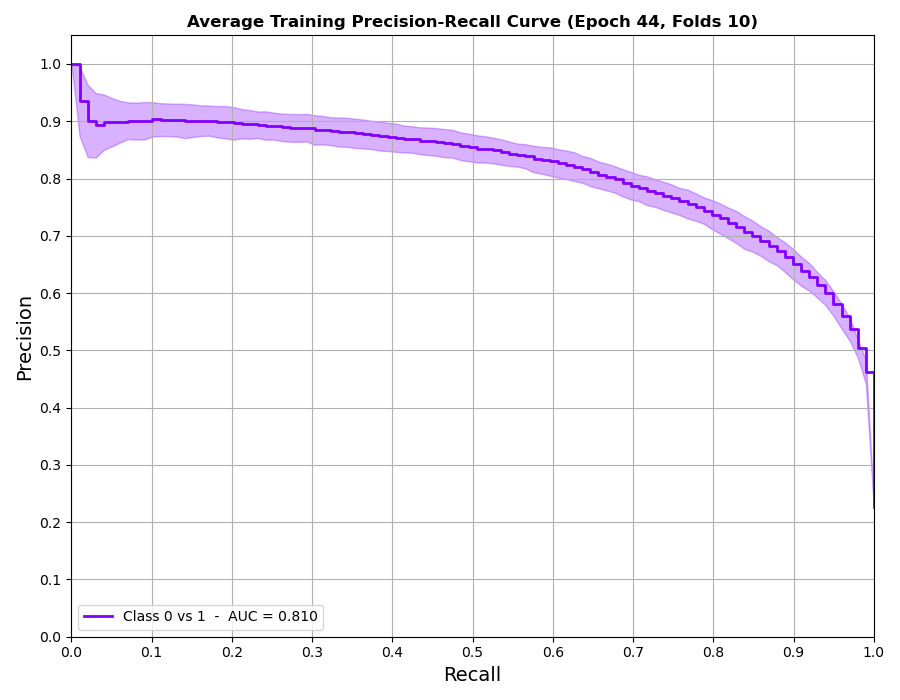 Average Training Precision-Recall Curve (Epoch 44, Folds 10)
1.0
0.9
0.8
0.7
0.6
0.5
0.4
0.3
0.2
0.1
0.0
Precision
Class 0 vs 1 - AUC = 0.810
0.0 0.1 0.2 0.3 0.4 0.5 0.6 0.7 0.8 0.9 1.0
Recall